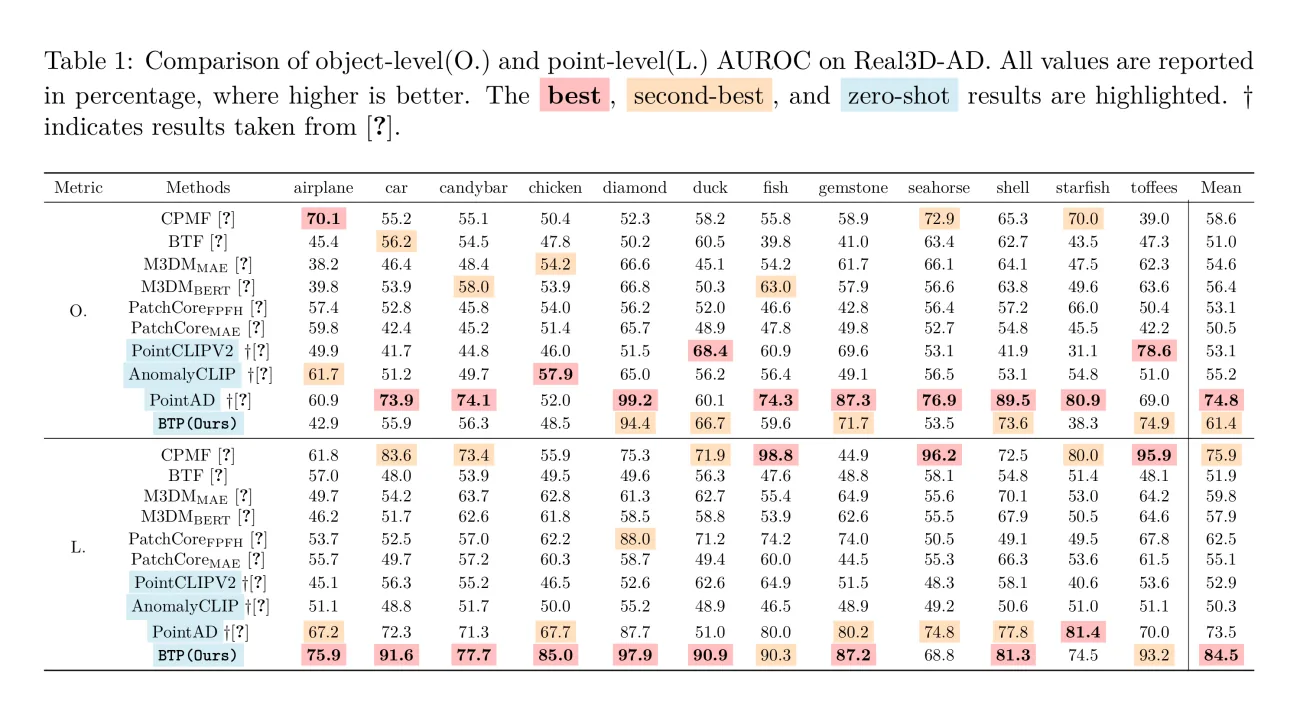 Table 1: Comparison of object-level(O.) and point-level(L.) AUROC on Real3D-AD. All values are reported
in percentage, where higher is better. The best, second-best, and zero-shot results are highlighted. †
indicates results taken from [?].
Metric Methods airplane car candybar chicken diamond duck fish gemstone seahorse shell starfish toffees Mean
O.
CPMF [?] 70.1 55.2 55.1 50.4 52.3 58.2 55.8 58.9 72.9 65.3 70.0 39.0 58.6
BTF [?] 45.4 56.2 54.5 47.8 50.2 60.5 39.8 41.0 63.4 62.7 43.5 47.3 51.0
M3DMMAE [?] 38.2 46.4 48.4 54.2 66.6 45.1 54.2 61.7 66.1 64.1 47.5 62.3 54.6
M3DMBERT [?] 39.8 53.9 58.0 53.9 66.8 50.3 63.0 57.9 56.6 63.8 49.6 63.6 56.4
PatchCoreFPFH [?] 57.4 52.8 45.8 54.0 56.2 52.0 46.6 42.8 56.4 57.2 66.0 50.4 53.1
PatchCoreMAE [?] 59.8 42.4 45.2 51.4 65.7 48.9 47.8 49.8 52.7 54.8 45.5 42.2 50.5
PointCLIPV2 †[?] 49.9 41.7 44.8 46.0 51.5 68.4 60.9 69.6 53.1 41.9 31.1 78.6 53.1
AnomalyCLIP †[?] 61.7 51.2 49.7 57.9 65.0 56.2 56.4 49.1 56.5 53.1 54.8 51.0 55.2
PointAD †[?] 60.9 73.9 74.1 52.0 99.2 60.1 74.3 87.3 76.9 89.5 80.9 69.0 74.8
BTP(Ours) 42.9 55.9 56.3 48.5 94.4 66.7 59.6 71.7 53.5 73.6 38.3 74.9 61.4
L.
CPMF [?] 61.8 83.6 73.4 55.9 75.3 71.9 98.8 44.9 96.2 72.5 80.0 95.9 75.9
BTF [?] 57.0 48.0 53.9 49.5 49.6 56.3 47.6 48.8 58.1 54.8 51.4 48.1 51.9
M3DMMAE [?] 49.7 54.2 63.7 62.8 61.3 62.7 55.4 64.9 55.6 70.1 53.0 64.2 59.8
M3DMBERT [?] 46.2 51.7 62.6 61.8 58.5 58.8 53.9 62.6 55.5 67.9 50.5 64.6 57.9
PatchCoreFPFH [?] 53.7 52.5 57.0 62.2 88.0 71.2 74.2 74.0 50.5 49.1 49.5 67.8 62.5
PatchCoreMAE [?] 55.7 49.7 57.2 60.3 58.7 49.4 60.0 44.5 55.3 66.3 53.6 61.5 55.1
PointCLIPV2 †[?] 45.1 56.3 55.2 46.5 52.6 62.6 64.9 51.5 48.3 58.1 40.6 53.6 52.9
AnomalyCLIP †[?] 51.1 48.8 51.7 50.0 55.2 48.9 46.5 48.9 49.2 50.6 51.0 51.1 50.3
PointAD †[?] 67.2 72.3 71.3 67.7 87.7 51.0 80.0 80.2 74.8 77.8 81.4 70.0 73.5
BTP(Ours) 75.9 91.6 77.7 85.0 97.9 90.9 90.3 87.2 68.8 81.3 74.5 93.2 84.5